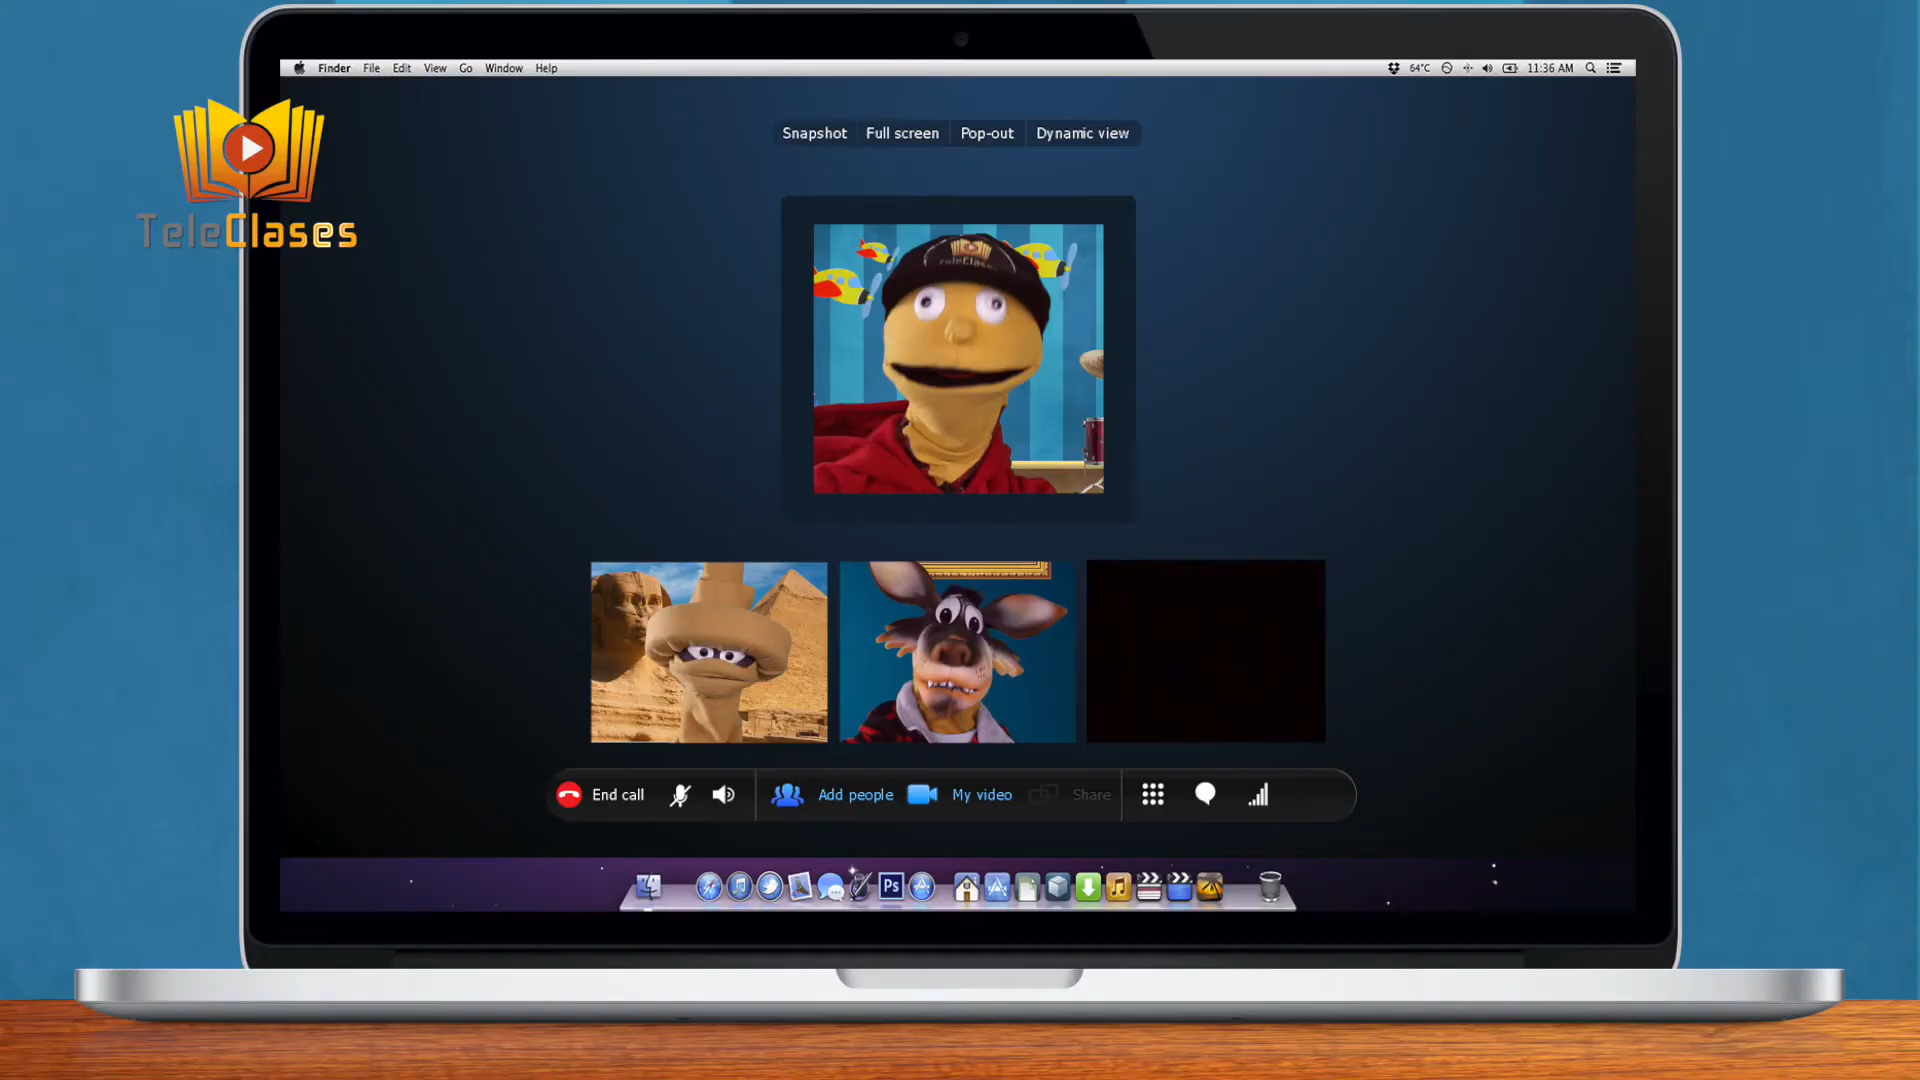 Finder File Edit View Go Window Help 64°C 11:36 AM
TeleClases
Snapshot Full screen Pop-out Dynamic view
TeleClases
End call Add people My video Share
Ps